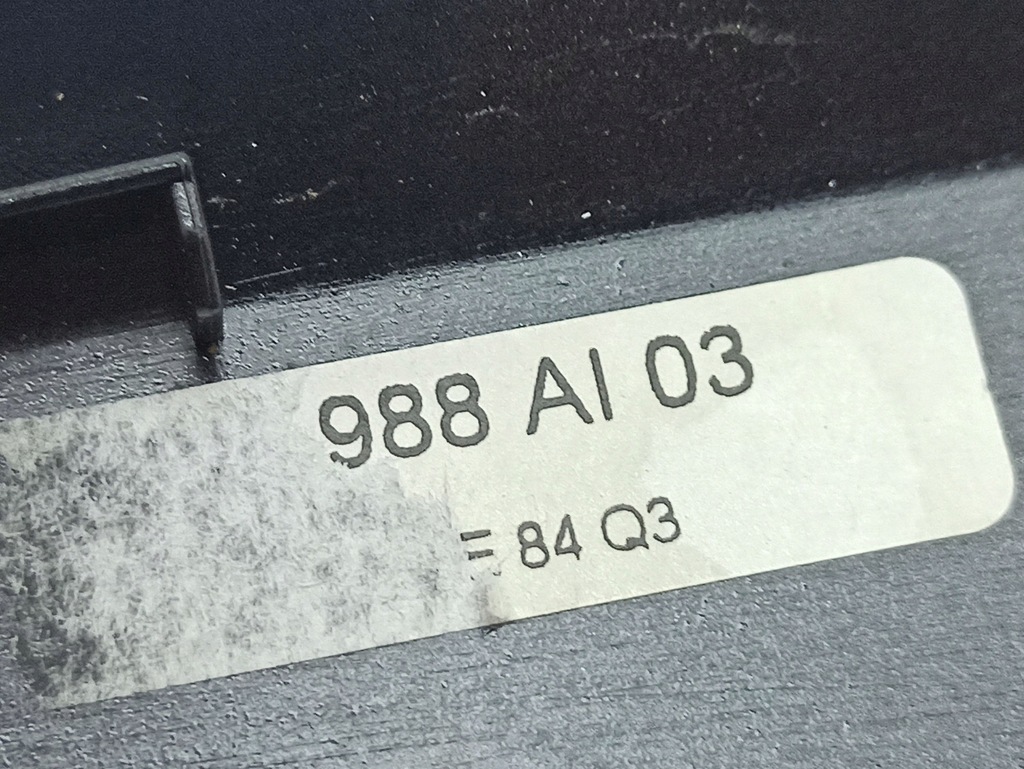 988 AI 03
= 84 Q3